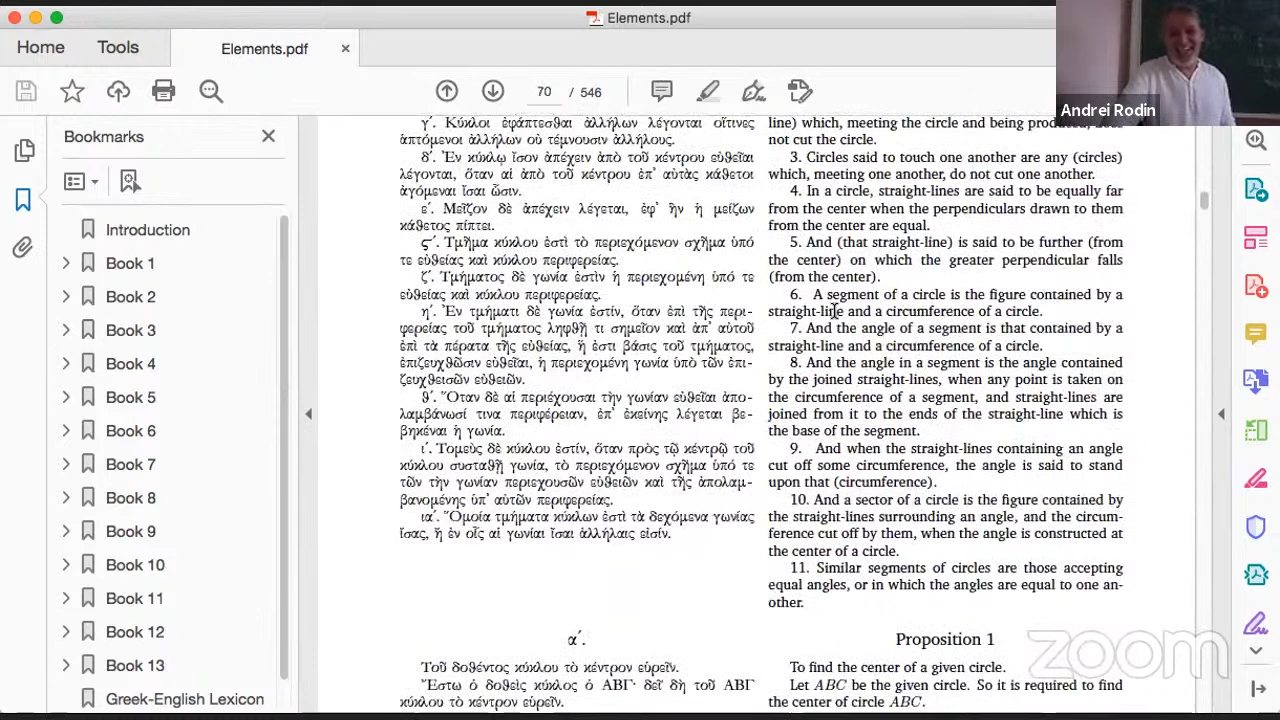 Elements.pdf
Home
Tools
Elements.pdf
70 / 546
Andrei Rodin
Bookmarks
Introduction
Book 1
Book 2
Book 3
Book 4
Book 5
Book 6
Book 7
Book 8
Book 9
Book 10
Book 11
Book 12
Book 13
Greek-English Lexicon
γʹ. Κύκλοι ἐφάπτεσθαι ἀλλήλων λέγονται οἵτινες
ἁπτόμενοι ἀλλήλων οὐ τέμνουσιν ἀλλήλους.
δʹ. ᾿Εν κύκλῳ ἴσον ἀπέχειν ἀπὸ τοῦ κέντρου εὐθεῖαι
λέγονται, ὅταν αἱ ἀπὸ τοῦ κέντρου ἐπ᾿ αὐτὰς κάθετοι
ἀγόμεναι ἴσαι ὦσιν.
εʹ. Μεῖζον δὲ ἀπέχειν λέγεται, ἐφ᾿ ἣν ἡ μείζων
κάθετος πίπτει.
ϛʹ. Τμῆμα κύκλου ἐστὶ τὸ περιεχόμενον σχῆμα ὑπό
τε εὐθείας καὶ κύκλου περιφερείας.
ζʹ. Τμήματος δὲ γωνία ἐστὶν ἡ περιεχομένη ὑπό τε
εὐθείας καὶ κύκλου περιφερείας.
ηʹ. ᾿Εν τμήματι δὲ γωνία ἐστίν, ὅταν ἐπὶ τῆς περι-
φερείας τοῦ τμήματος ληφθῇ τι σημεῖον καὶ ἀπ᾿ αὐτοῦ
ἐπὶ τὰ πέρατα τῆς εὐθείας, ἥ ἐστι βάσις τοῦ τμήματος,
ἐπιζευχθῶσιν εὐθεῖαι, ἡ περιεχομένη γωνία ὑπὸ τῶν ἐπι-
ζευχθεισῶν εὐθειῶν.
θʹ. ῞Οταν δὲ αἱ περιέχουσαι τὴν γωνίαν εὐθεῖαι ἀπο-
λαμβάνωσί τινα περιφέρειαν, ἐπ᾿ ἐκείνης λέγεται βε-
βηκέναι ἡ γωνία.
ιʹ. Τομεὺς δὲ κύκλου ἐστίν, ὅταν πρὸς τῷ κέντρῷ τοῦ
κύκλου συσταθῇ γωνία, τὸ περιεχόμενον σχῆμα ὑπό τε
τῶν τὴν γωνίαν περιεχουσῶν εὐθειῶν καὶ τῆς ἀπολαμ-
βανομένης ὑπ᾿ αὐτῶν περιφερείας.
ιαʹ. ῞Ομοία τμήματα κύκλων ἐστὶ τὰ δεχόμενα γωνίας
ἴσας, ἤ ἐν οἷς αἱ γωνίαι ἴσαι ἀλλήλαις εἰσίν.
αʹ.
Τοῦ δοθέντος κύκλου τὸ κέντρον εὑρεῖν.
῎Εστω ὁ δοθεὶς κύκλος ὁ ΑΒΓ· δεῖ δὴ τοῦ ΑΒΓ
κύκλου τὸ κέντρον εὑρεῖν.
line) which, meeting the circle and being produced, does
not cut the circle.
3. Circles said to touch one another are any (circles)
which, meeting one another, do not cut one another.
4. In a circle, straight-lines are said to be equally far
from the center when the perpendiculars drawn to them
from the center are equal.
5. And (that straight-line) is said to be further (from
the center) on which the greater perpendicular falls
(from the center).
6. A segment of a circle is the figure contained by a
straight-line and a circumference of a circle.
7. And the angle of a segment is that contained by a
straight-line and a circumference of a circle.
8. And the angle in a segment is the angle contained
by the joined straight-lines, when any point is taken on
the circumference of a segment, and straight-lines are
joined from it to the ends of the straight-line which is
the base of the segment.
9. And when the straight-lines containing an angle
cut off some circumference, the angle is said to stand
upon that (circumference).
10. And a sector of a circle is the figure contained by
the straight-lines surrounding an angle, and the circum-
ference cut off by them, when the angle is constructed at
the center of a circle.
11. Similar segments of circles are those accepting
equal angles, or in which the angles are equal to one an-
other.
Proposition 1
To find the center of a given circle.
Let ABC be the given circle. So it is required to find
the center of circle ABC.
zoom